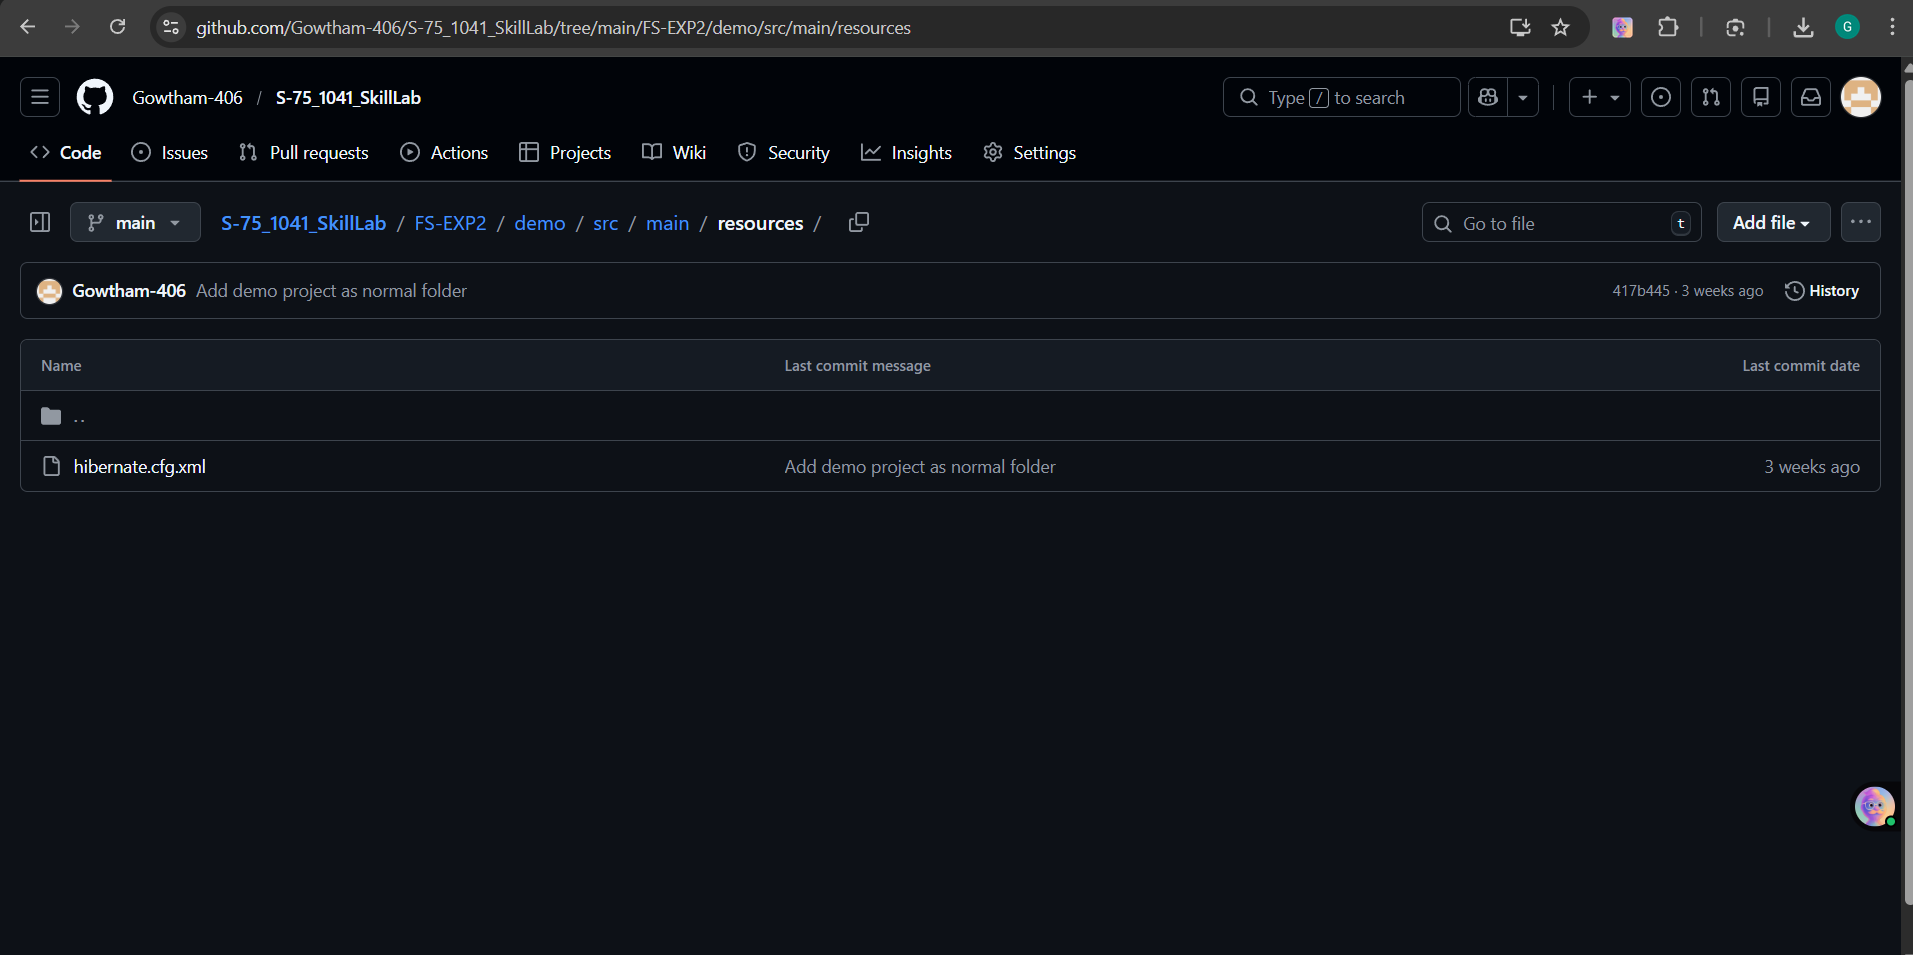 github.com/Gowtham-406/S-75_1041_SkillLab/tree/main/FS-EXP2/demo/src/main/resources
G
Gowtham-406 / S-75_1041_SkillLab
Type / to search
Code Issues Pull requests Actions Projects Wiki Security Insights Settings
main S-75_1041_SkillLab / FS-EXP2 / demo / src / main / resources /
Go to file t Add file
Gowtham-406 Add demo project as normal folder 417b445 · 3 weeks ago History
Name Last commit message Last commit date
..
hibernate.cfg.xml Add demo project as normal folder 3 weeks ago